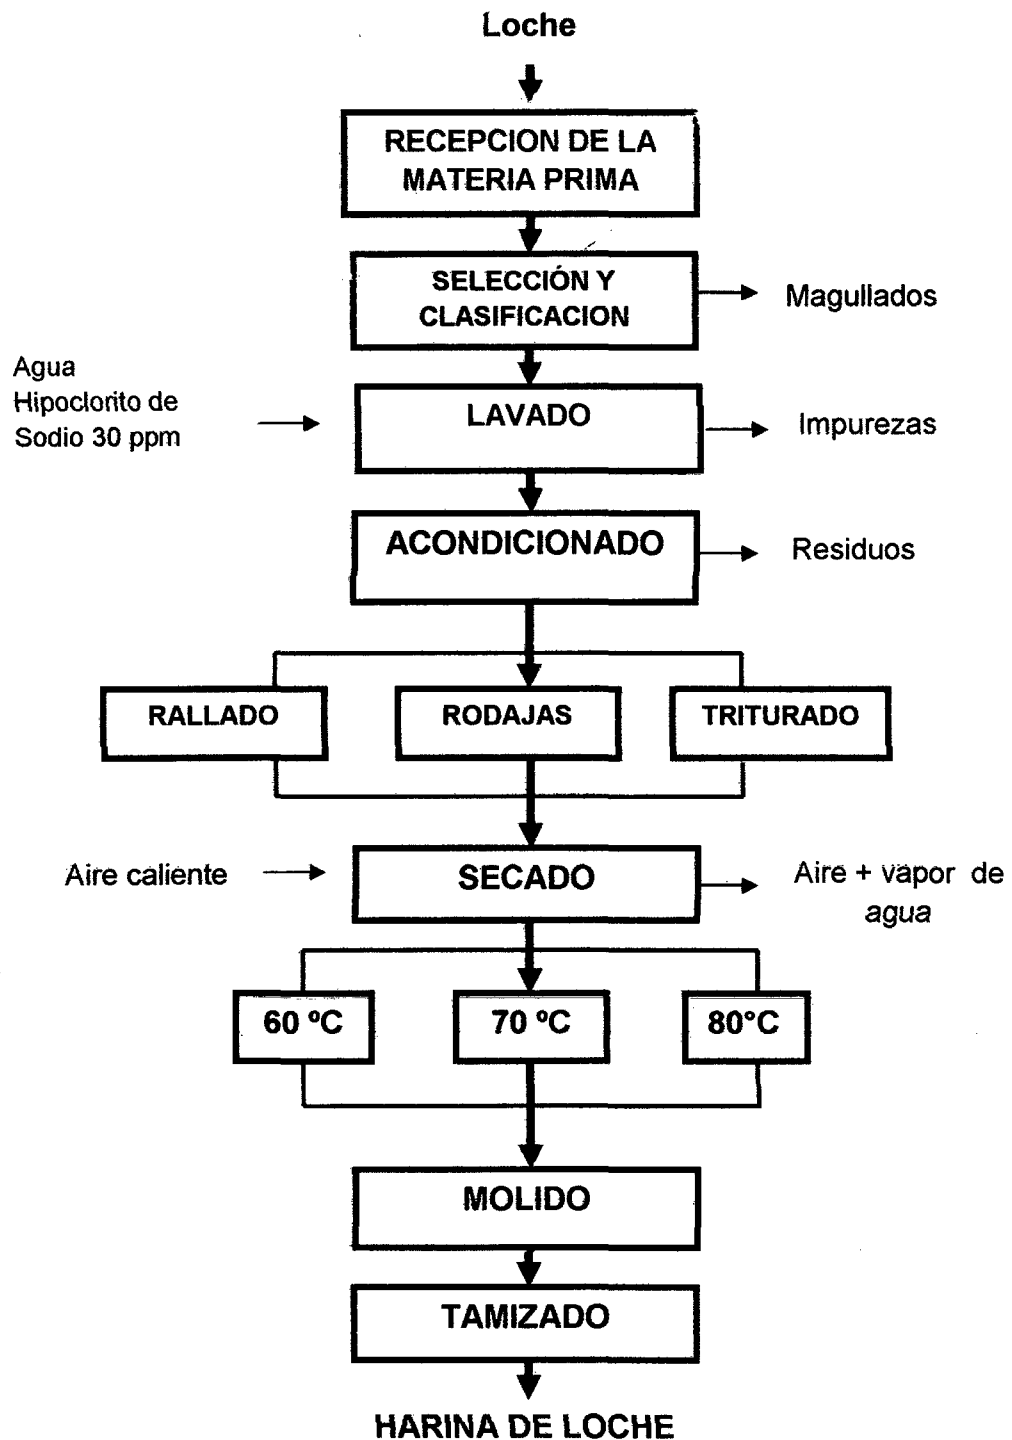 Loche
RECEPCION DE LA
MATERIA PRIMA
SELECCIÓN Y
CLASIFICACION
Magullados
Agua
Hipoclorito de
Sodio 30 ppm
LAVADO
Impurezas
ACONDICIONADO
Residuos
RALLADO
RODAJAS
TRITURADO
Aire caliente
SECADO
Aire + vapor de
agua
60 ºC
70 ºC
80°C
MOLIDO
TAMIZADO
HARINA DE LOCHE